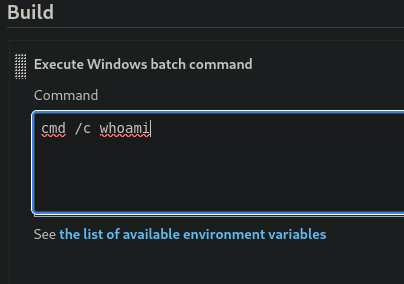 Build
Execute Windows batch command
Command
cmd /c whoami
See the list of available environment variables